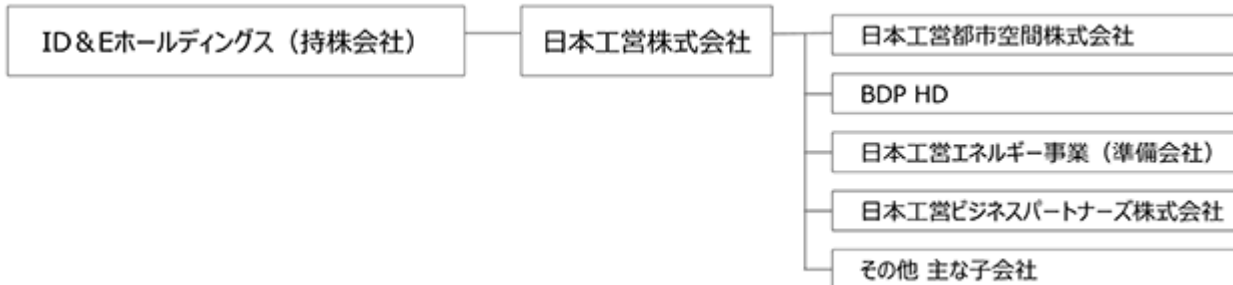 ID＆Eホールディングス（持株会社）
日本工営株式会社
日本工営都市空間株式会社
BDP HD
日本工営エネルギー事業（準備会社）
日本工営ビジネスパートナーズ株式会社
その他 主な子会社